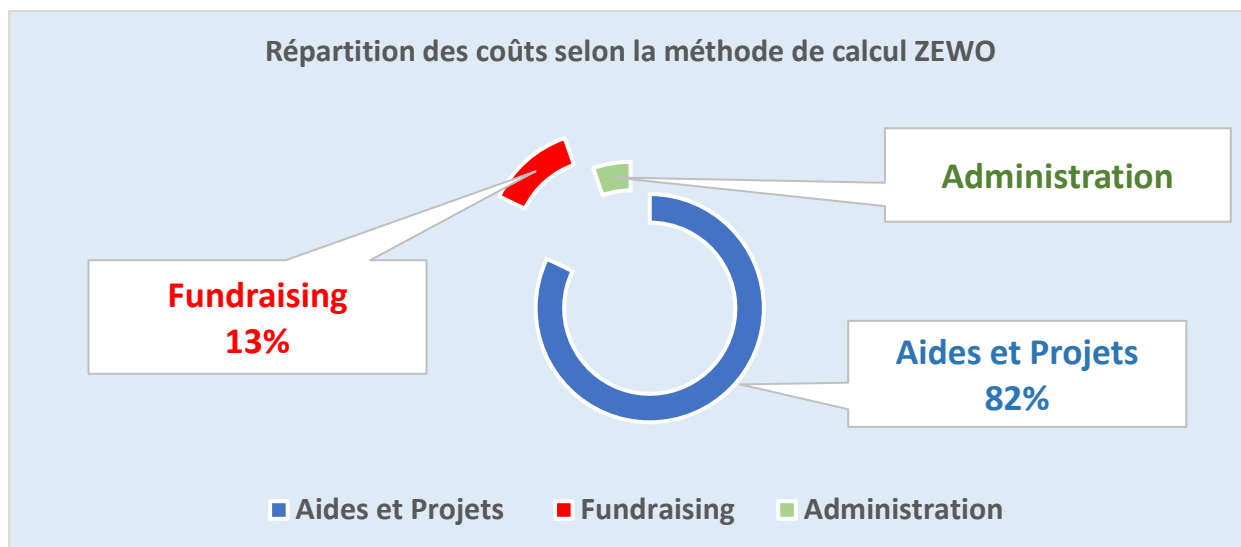 Répartition des coûts selon la méthode de calcul ZEWO
Administration
Fundraising
13%
Aides et Projets
82%
Aides et Projets
Fundraising
Administration